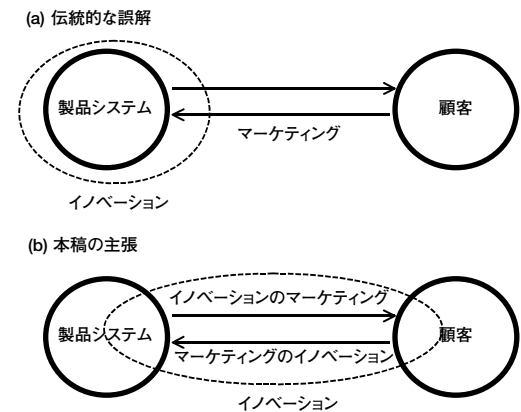 (a) 伝統的な誤解
製品システム
顧客
マーケティング
イノベーション
(b) 本稿の主張
イノベーションのマーケティング
製品システム
顧客
マーケティングのイノベーション
イノベーション